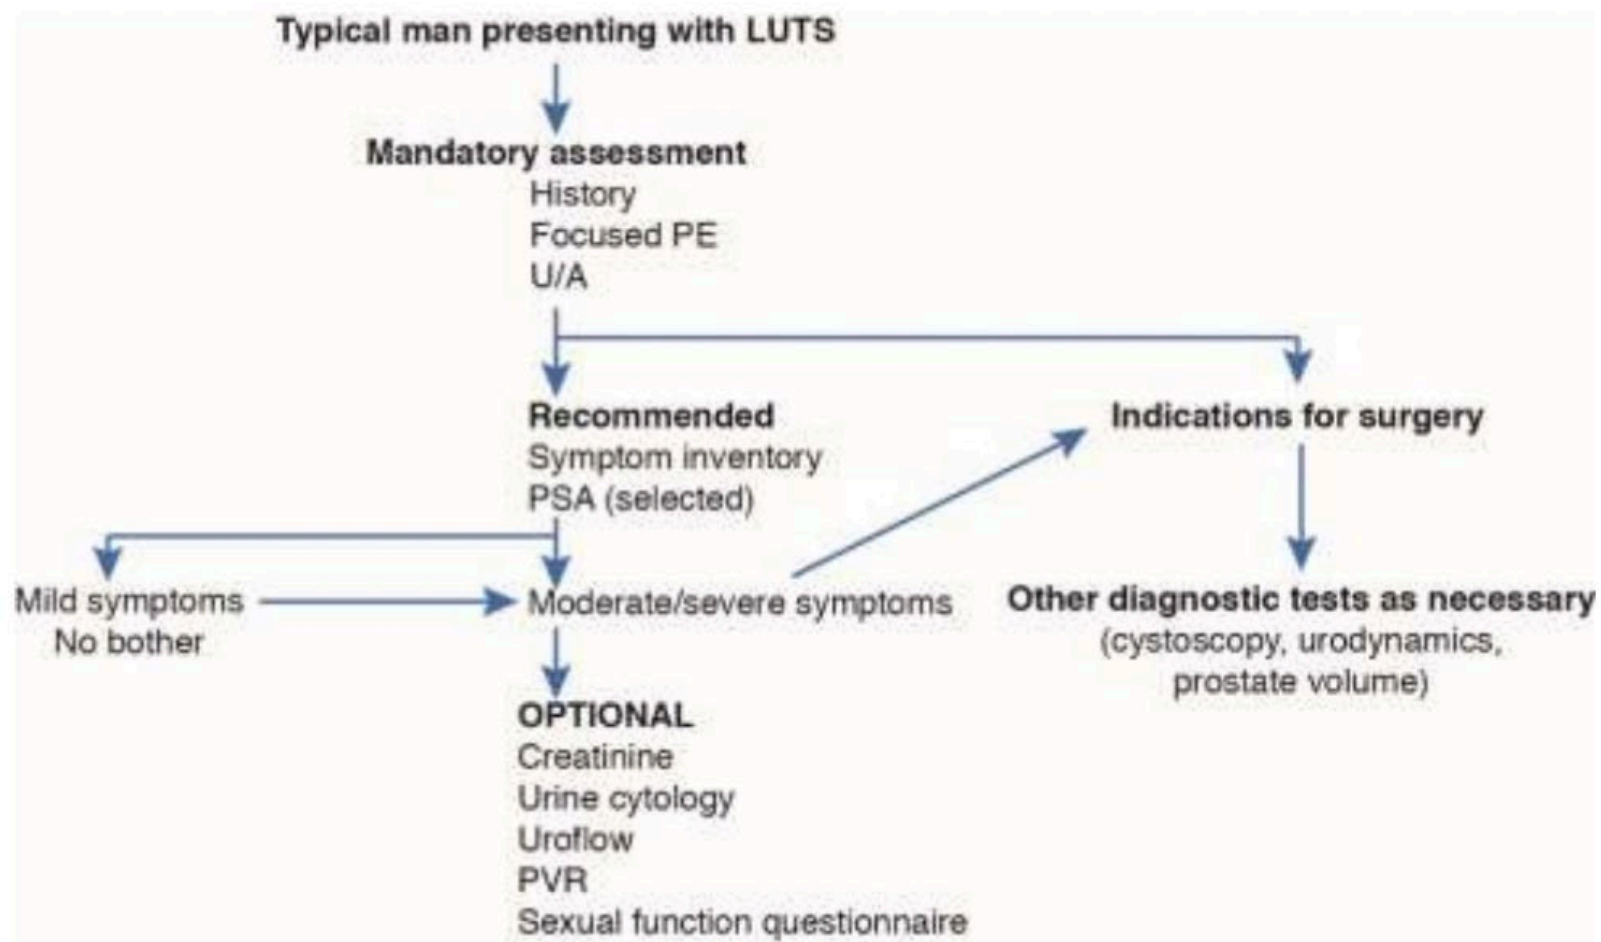 Typical man presenting with LUTS
Mandatory assessment
History
Focused PE
U/A
Recommended
Symptom inventory
PSA (selected)
Indications for surgery
Mild symptoms
No bother
Moderate/severe symptoms
Other diagnostic tests as necessary
(cystoscopy, urodynamics,
prostate volume)
OPTIONAL
Creatinine
Urine cytology
Uroflow
PVR
Sexual function questionnaire